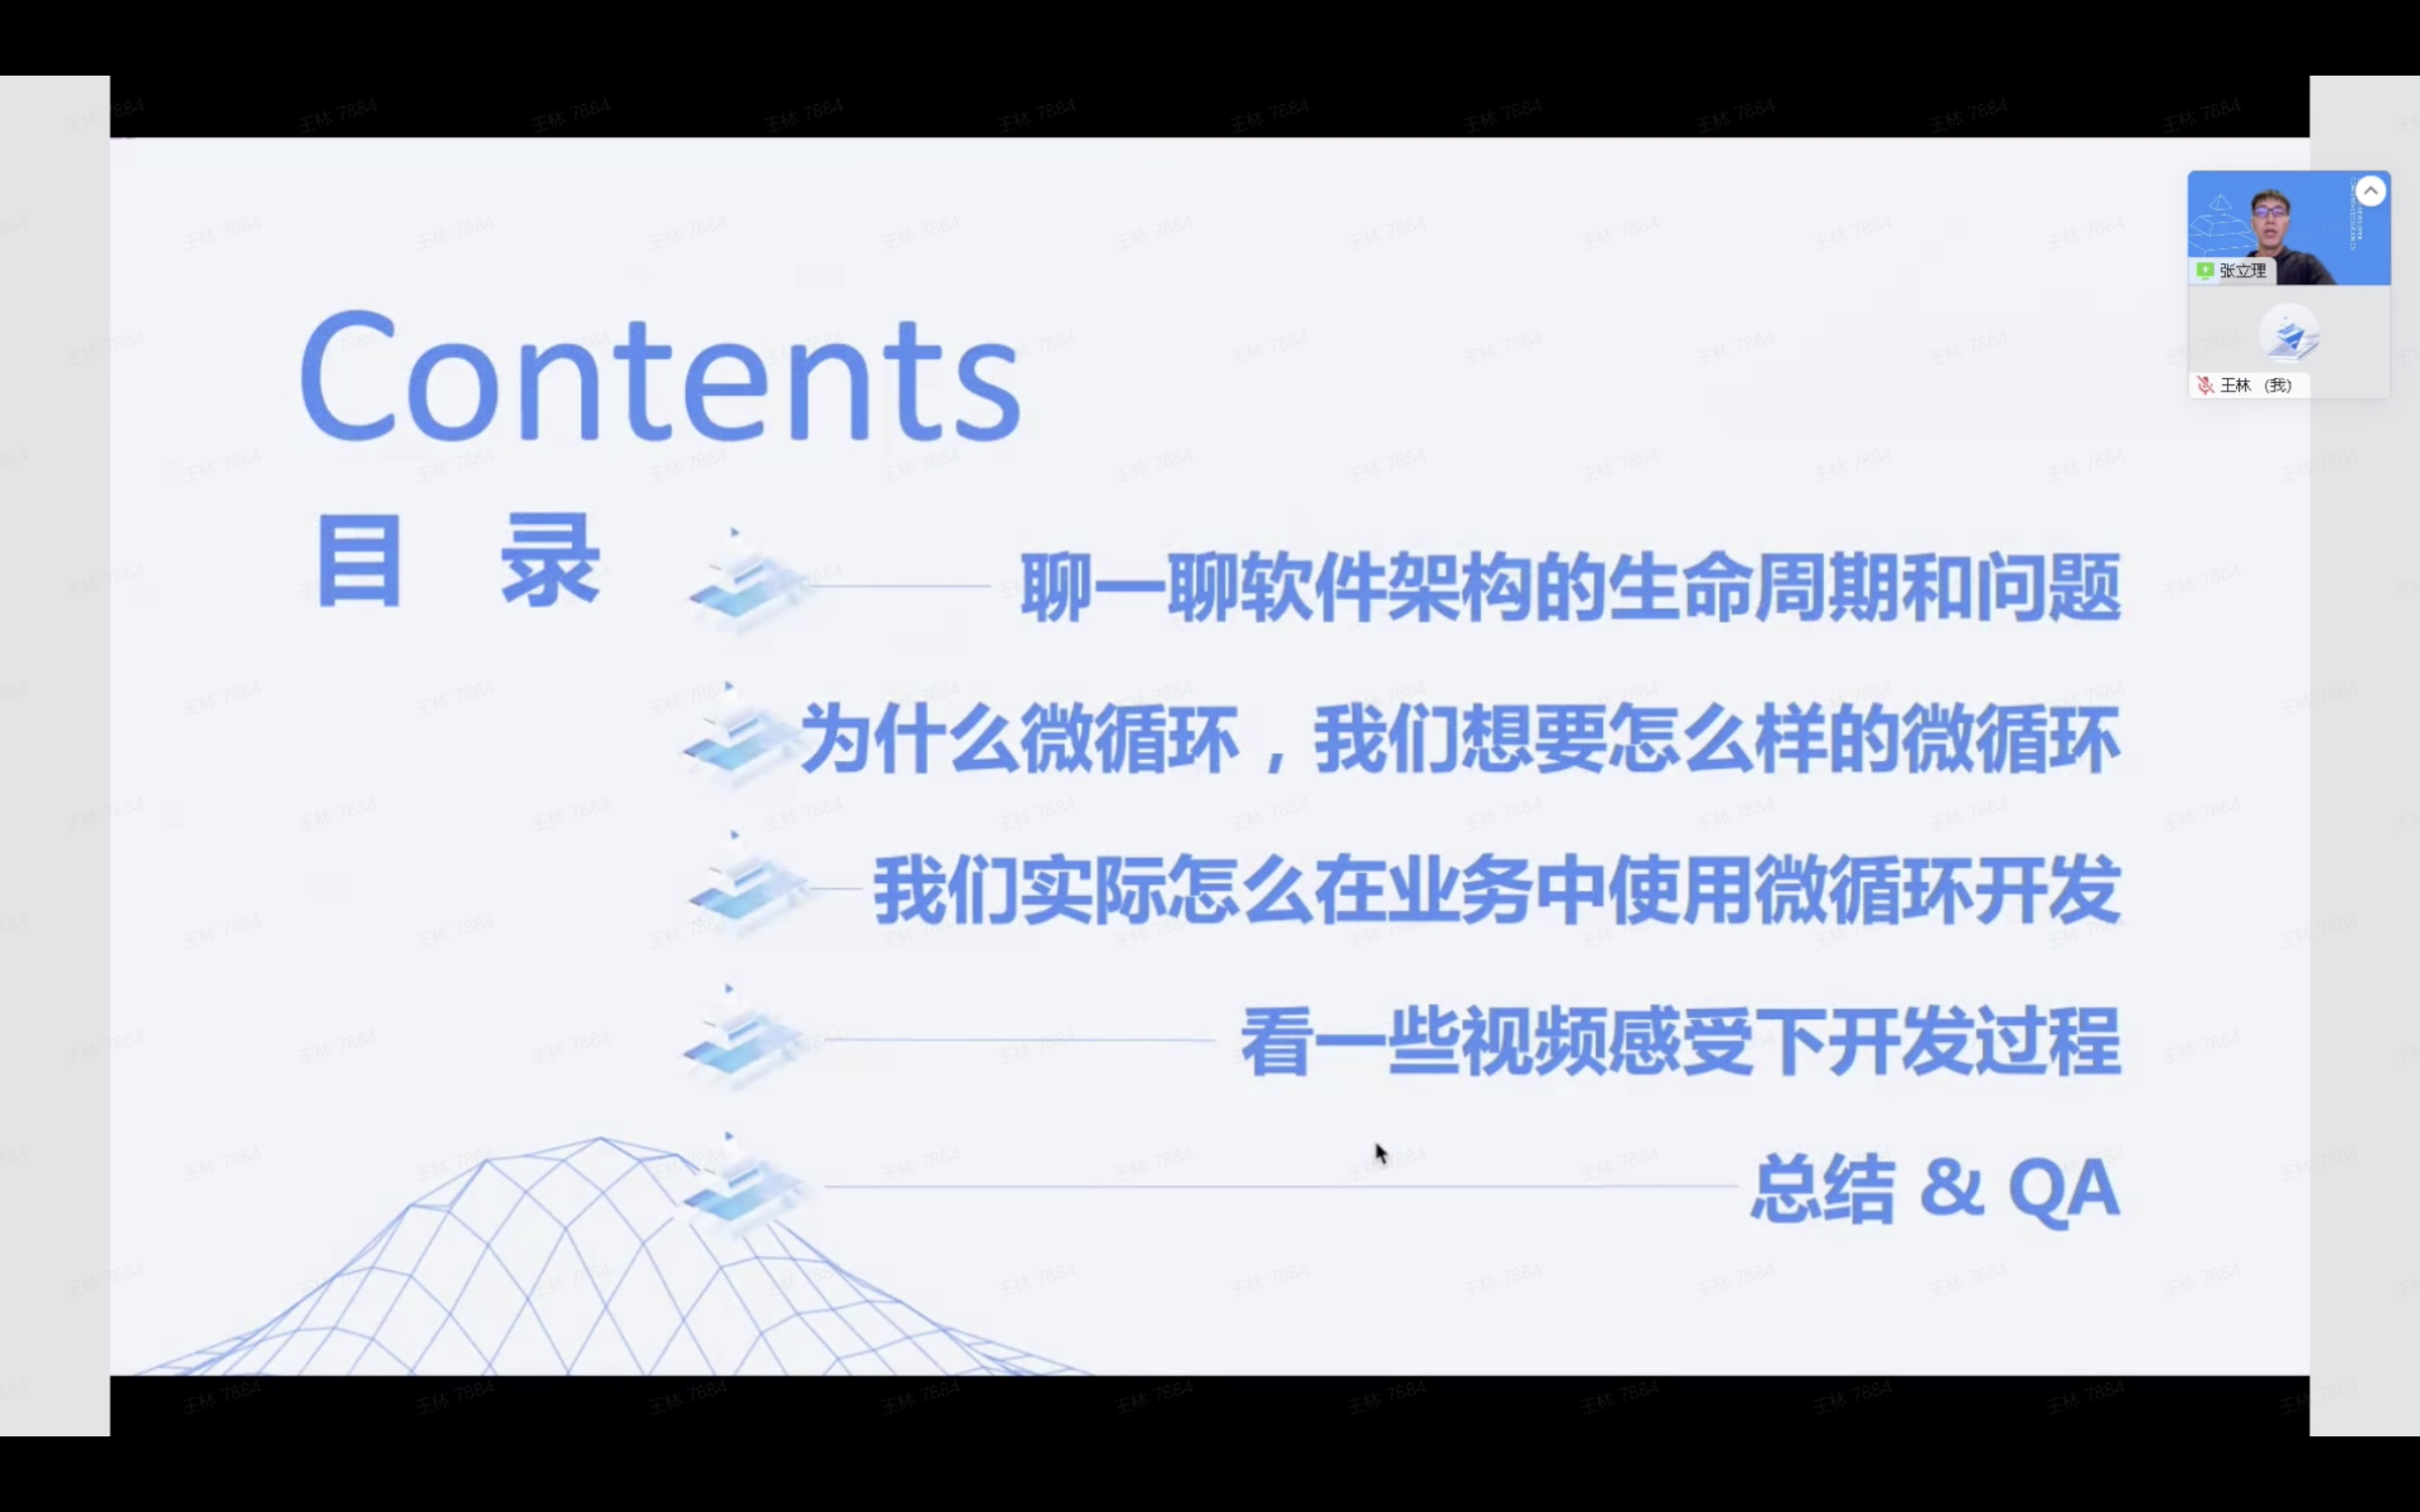 Contents
目 录
聊一聊软件架构的生命周期和问题
为什么微循环，我们想要怎么样的微循环
我们实际怎么在业务中使用微循环开发
看一些视频感受下开发过程
总结 & QA
张立理
王林 （我）
王林 7884